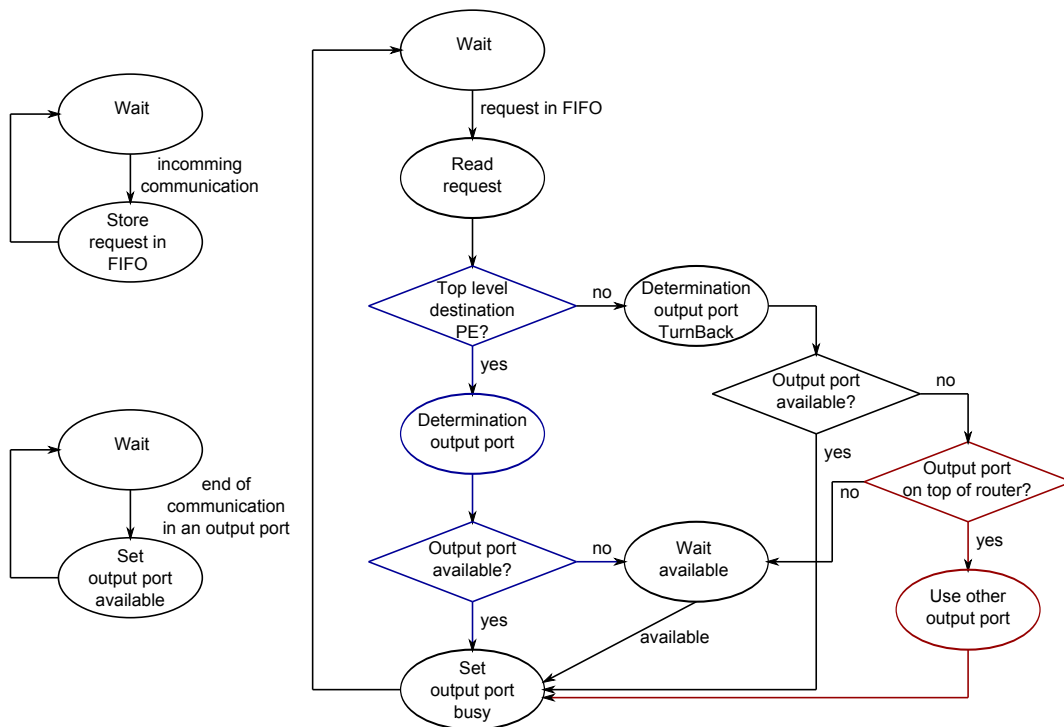 Wait
incomming
communication
Store
request in
FIFO
Wait
end of
communication
in an output port
Set
output port
available
Wait
request in FIFO
Read
request
Top level
destination
PE?
no
Determination
output port
TurnBack
yes
Output port
available?
no
Determination
output port
yes
Output port
on top of router?
no
Output port
available?
no
Wait
available
yes
Use other
output port
yes
available
Set
output port
busy